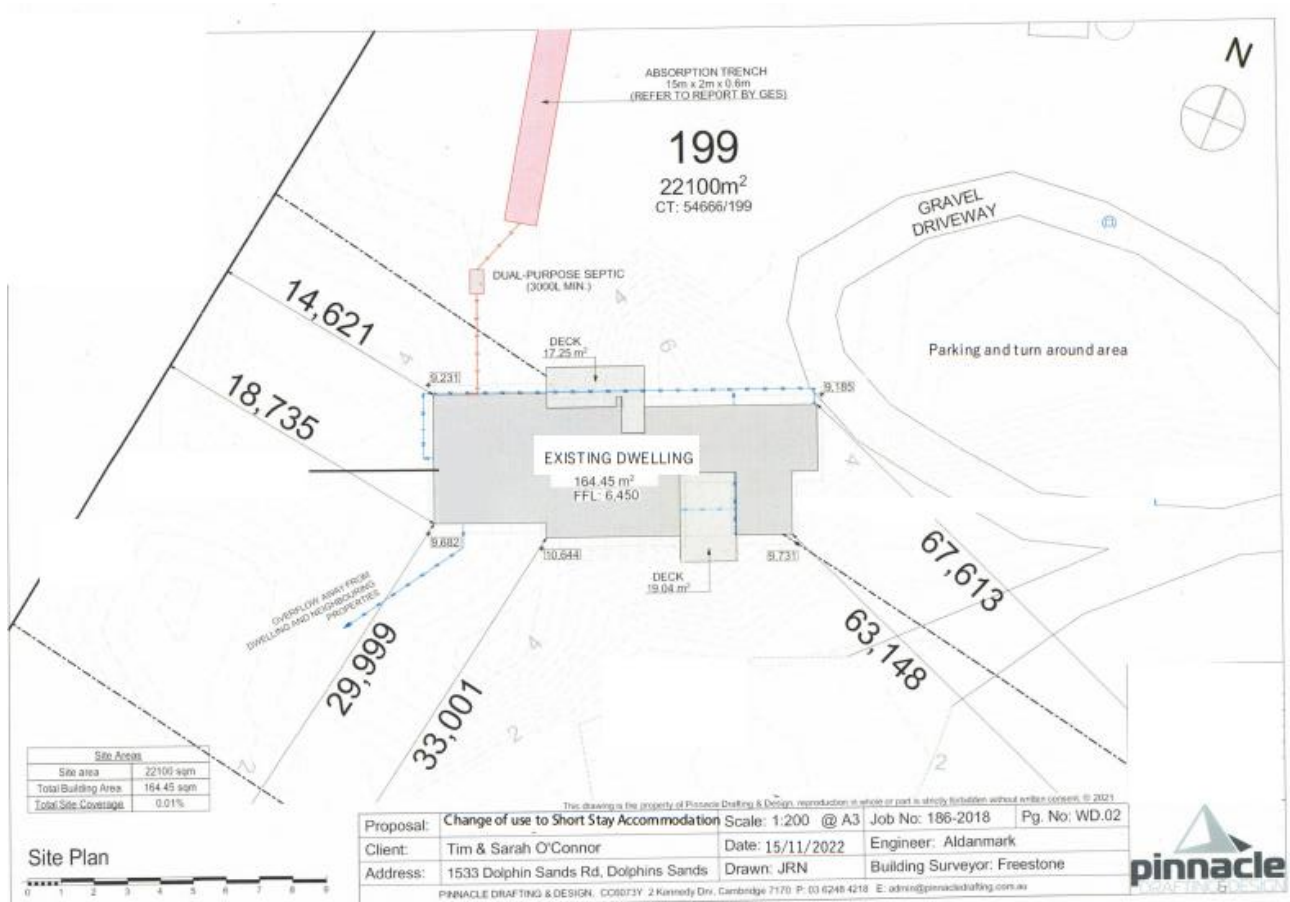 N
ABSORPTION TRENCH
15m x 2m x 0.6m
(REFER TO REPORT BY GES)
199
22100m²
CT: 54666/199
GRAVEL
DRIVEWAY
DUAL-PURPOSE SEPTIC
(3000L MIN.)
14,621
4
4
6
DECK
17.25 m²
Parking and turn around area
9,231
9,185
18,735
EXISTING DWELLING
164.45 m²
FFL: 6,450
4
9,682
10,644
9,731
67,613
DECK
19.04 m²
OVERFLOW AWAY FROM
DWELLING AND NEIGHBOURING
PROPERTIES
29,999
4
63,148
33,001
2
2
2
Site Areas
Site area 22100 sqm
Total Building Area 164.45 sqm
Total Site Coverage 0.01%
This drawing is the property of Pinnacle Drafting & Design, reproduction in whole or part is strictly forbidden without written consent. © 2021
Proposal: Change of use to Short Stay Accommodation Scale: 1:200 @ A3 Job No: 186-2018 Pg. No: WD.02
Client: Tim & Sarah O'Connor Date: 15/11/2022 Engineer: Aldanmark
Address: 1533 Dolphin Sands Rd, Dolphins Sands Drawn: JRN Building Surveyor: Freestone
PINNACLE DRAFTING & DESIGN, CC6073Y 2 Kennedy Drv, Cambridge 7170 P: 03 6248 4218 E: admin@pinnacledrafting.com.au
Site Plan
0 1 2 3 4 5 6 7 8 9
pinnacle
DRAFTING & DESIGN